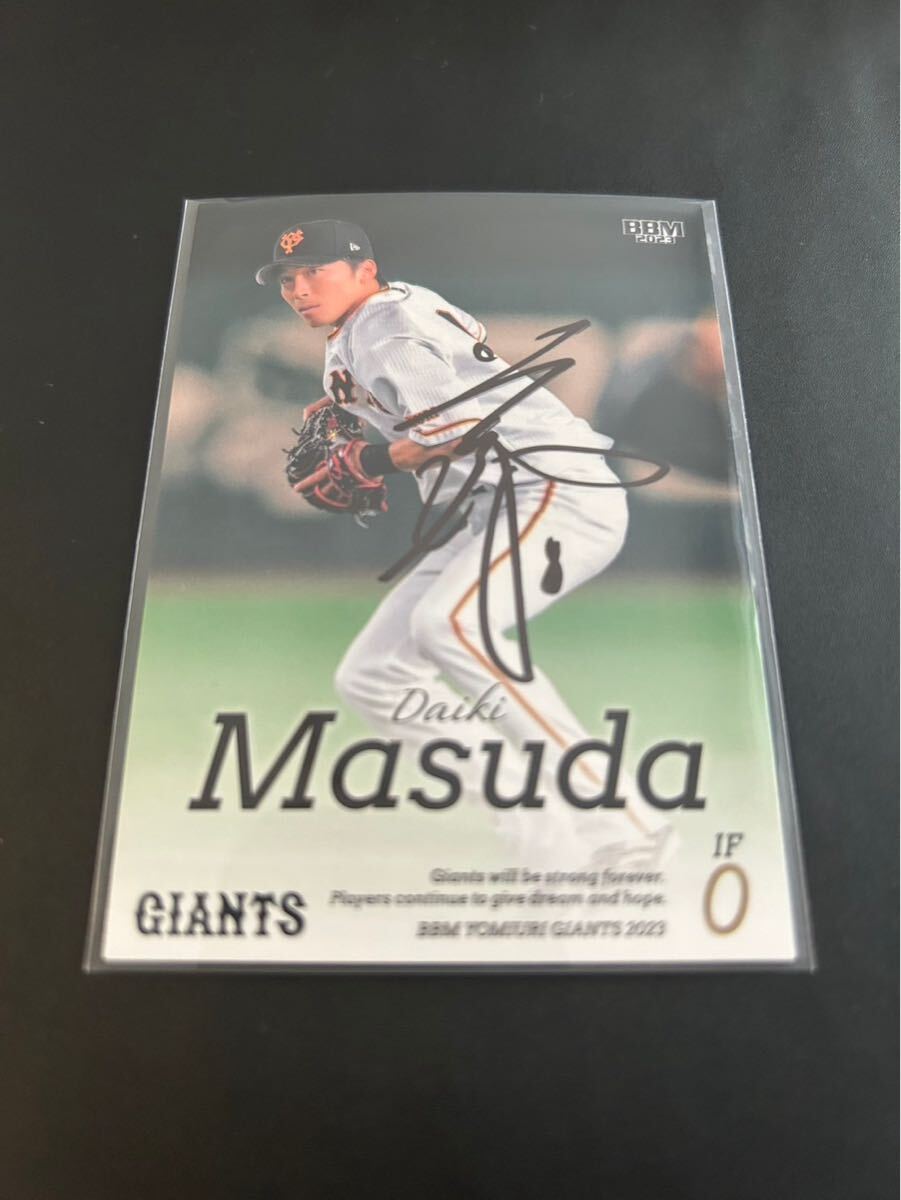 BBM
2023
Daiki
Masuda
IF
0
Giants will be strong forever.
Players continue to give dream and hope.
BBM YOMIURI GIANTS 2023
GIANTS